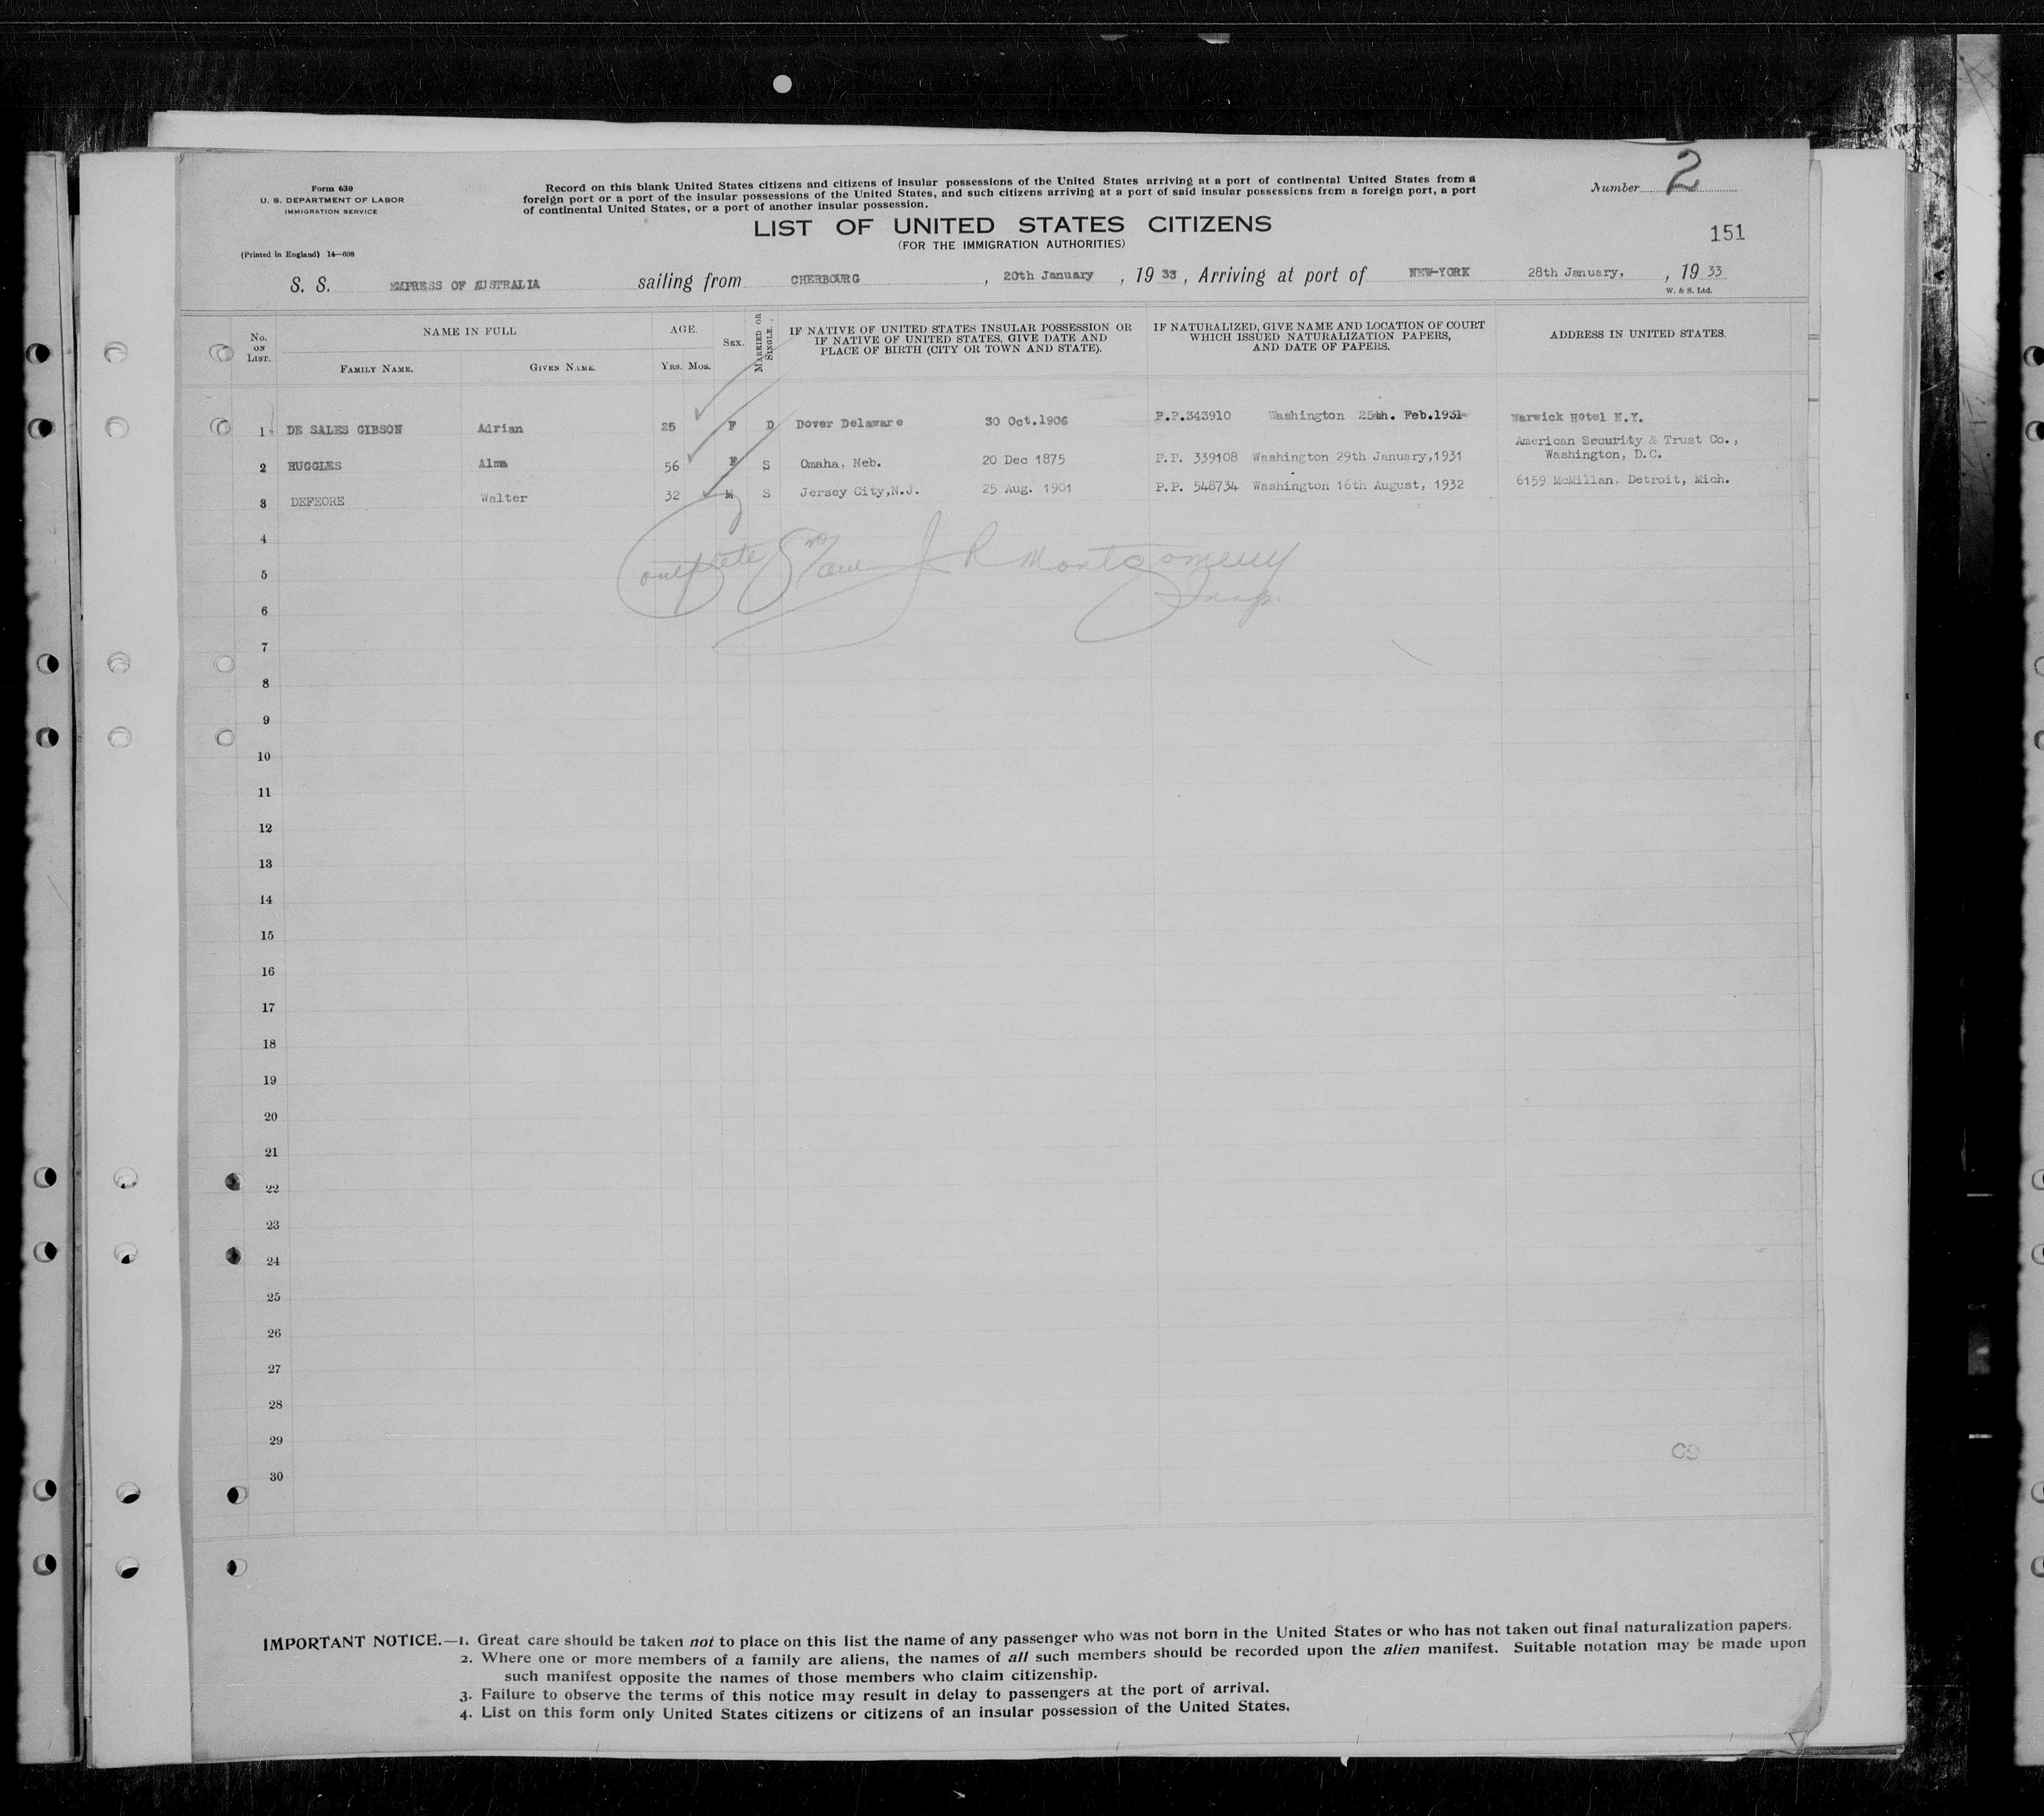 Form 630
U. S. DEPARTMENT OF LABOR
IMMIGRATION SERVICE
(Printed in England) 14—608
Record on this blank United States citizens and citizens of insular possessions of the United States arriving at a port of continental United States from a
foreign port or a port of the insular possessions of the United States, and such citizens arriving at a port of said insular possessions from a foreign port, a port
of continental United States, or a port of another insular possession.
Number 2
LIST OF UNITED STATES CITIZENS
(FOR THE IMMIGRATION AUTHORITIES)
151
S. S. EMPRESS OF AUSTRALIA sailing from CHERBOURG , 20th January , 19 33 , Arriving at port of NEW-YORK 28th January, , 19 33
W. & S. Ltd.
No. ON LIST.
NAME IN FULL
FAMILY NAME. GIVEN NAME.
AGE.
YRS. MOS.
SEX.
MARRIED OR SINGLE.
IF NATIVE OF UNITED STATES INSULAR POSSESSION OR
IF NATIVE OF UNITED STATES, GIVE DATE AND
PLACE OF BIRTH (CITY OR TOWN AND STATE).
IF NATURALIZED, GIVE NAME AND LOCATION OF COURT
WHICH ISSUED NATURALIZATION PAPERS,
AND DATE OF PAPERS.
ADDRESS IN UNITED STATES.
1 DE SALES GIBSON Adrian 25 F D Dover Delaware 30 Oct.1906 P.P.343910 Washington 25th. Feb.1931 Warwick Hotel N.Y.
2 RUGGLES Alma 56 F S Omaha, Neb. 20 Dec 1875 P.P. 339108 Washington 29th January,1931 American Security & Trust Co.,
Washington, D.C.
3 DEFEORE Walter 32 M S Jersey City,N.J. 25 Aug. 1901 P.P. 548734 Washington 16th August, 1932 6159 McMillan, Detroit, Mich.
4
Complete J R Montgomery
5
Insp.
6
7
8
9
10
11
12
13
14
15
16
17
18
19
20
21
22
23
24
25
26
27
28
29
30
IMPORTANT NOTICE.—1. Great care should be taken not to place on this list the name of any passenger who was not born in the United States or who has not taken out final naturalization papers.
2. Where one or more members of a family are aliens, the names of all such members should be recorded upon the alien manifest. Suitable notation may be made upon
such manifest opposite the names of those members who claim citizenship.
3. Failure to observe the terms of this notice may result in delay to passengers at the port of arrival.
4. List on this form only United States citizens or citizens of an insular possession of the United States.